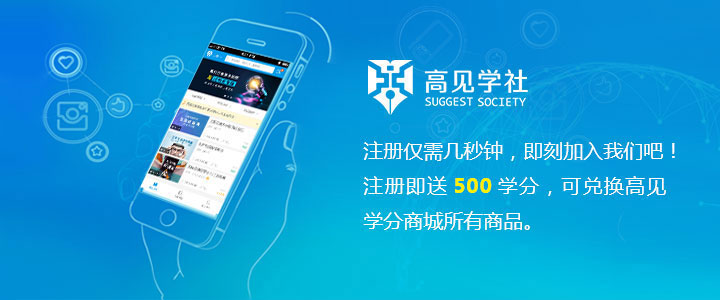 高见学社
SUGGEST SOCIETY
注册仅需几秒钟，即刻加入我们吧！
注册即送 500 学分，可兑换高见
学分商城所有商品。